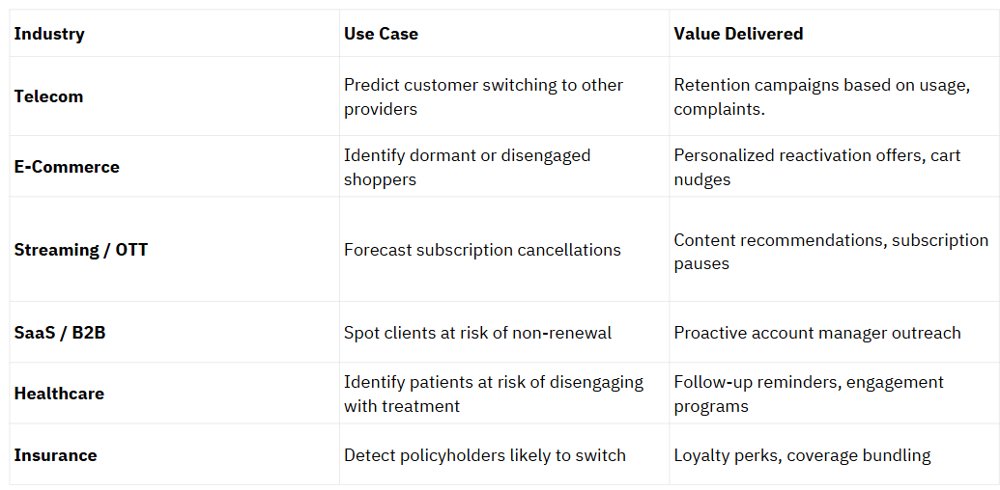 Industry
Use Case
Value Delivered
Telecom
Predict customer switching to other
providers
Retention campaigns based on usage,
complaints.
E-Commerce
Identify dormant or disengaged
shoppers
Personalized reactivation offers, cart
nudges
Streaming / OTT
Forecast subscription cancellations
Content recommendations, subscription
pauses
SaaS / B2B
Spot clients at risk of non-renewal
Proactive account manager outreach
Healthcare
Identify patients at risk of disengaging
with treatment
Follow-up reminders, engagement
programs
Insurance
Detect policyholders likely to switch
Loyalty perks, coverage bundling